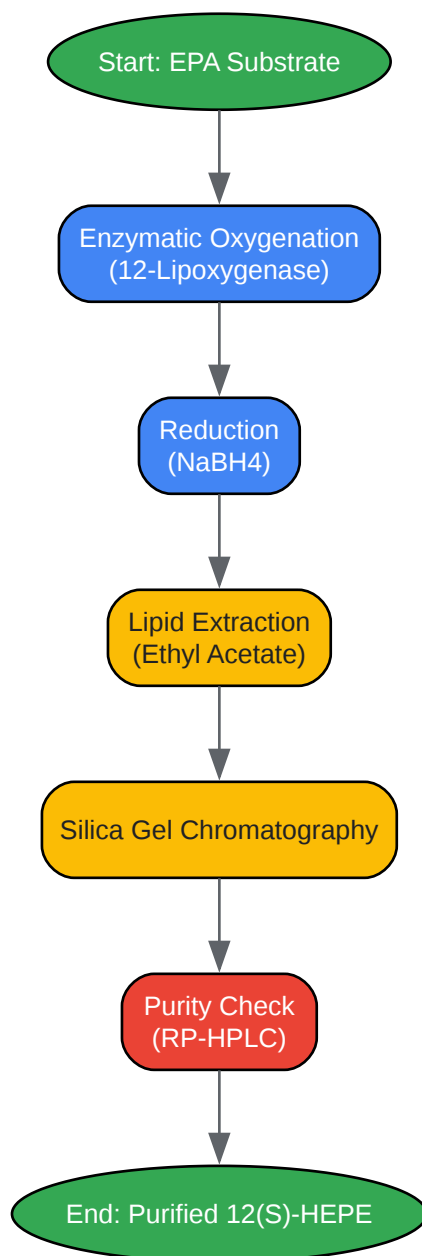 Start: EPA Substrate
Enzymatic Oxygenation
(12-Lipoxygenase)
Reduction
(NaBH4)
Lipid Extraction
(Ethyl Acetate)
Silica Gel Chromatography
Purity Check
(RP-HPLC)
End: Purified 12(S)-HEPE